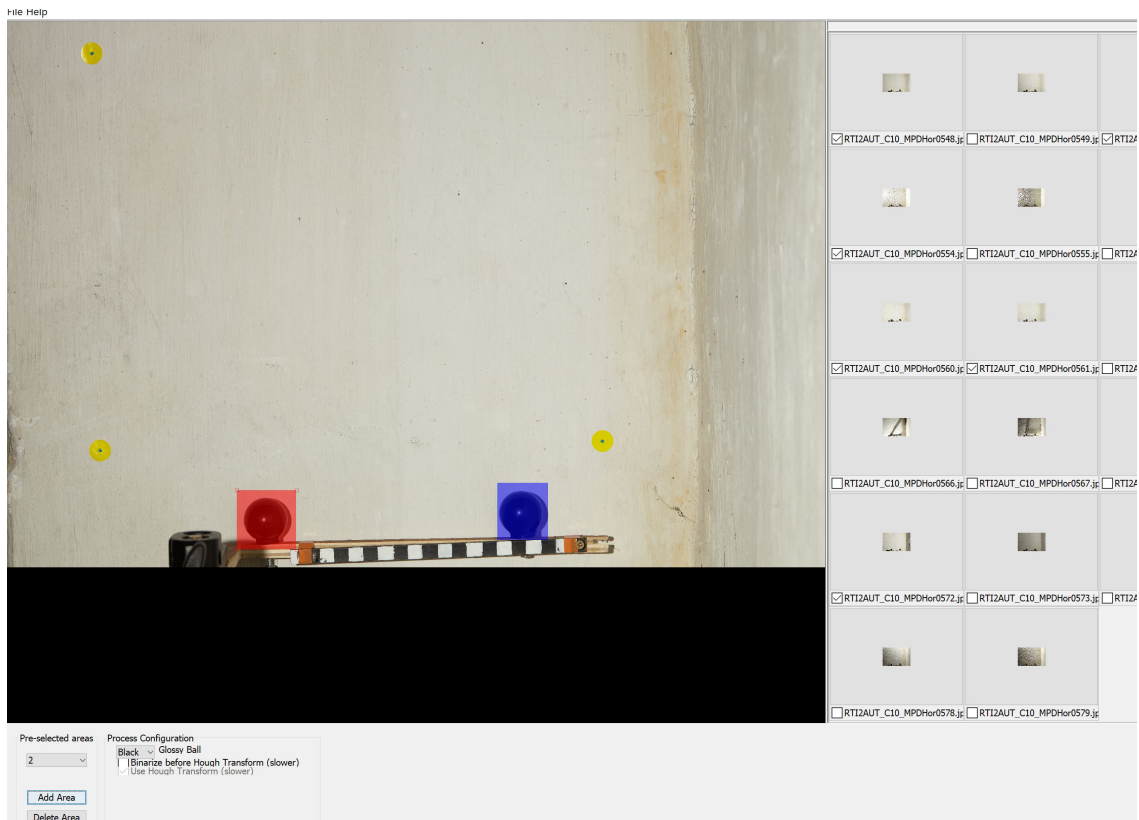 File Help
RTI2AUT_C10_MPDHor0548.jp RTI2AUT_C10_MPDHor0549.jp RTI2A
RTI2AUT_C10_MPDHor0554.jp RTI2AUT_C10_MPDHor0555.jp RTI2A
RTI2AUT_C10_MPDHor0560.jp RTI2AUT_C10_MPDHor0561.jp RTI2A
RTI2AUT_C10_MPDHor0566.jp RTI2AUT_C10_MPDHor0567.jp RTI2A
RTI2AUT_C10_MPDHor0572.jp RTI2AUT_C10_MPDHor0573.jp RTI2A
RTI2AUT_C10_MPDHor0578.jp RTI2AUT_C10_MPDHor0579.jp
Pre-selected areas
2
Add Area
Delete Area
Process Configuration
Black Glossy Ball
Binarize before Hough Transform (slower)
Use Hough Transform (slower)